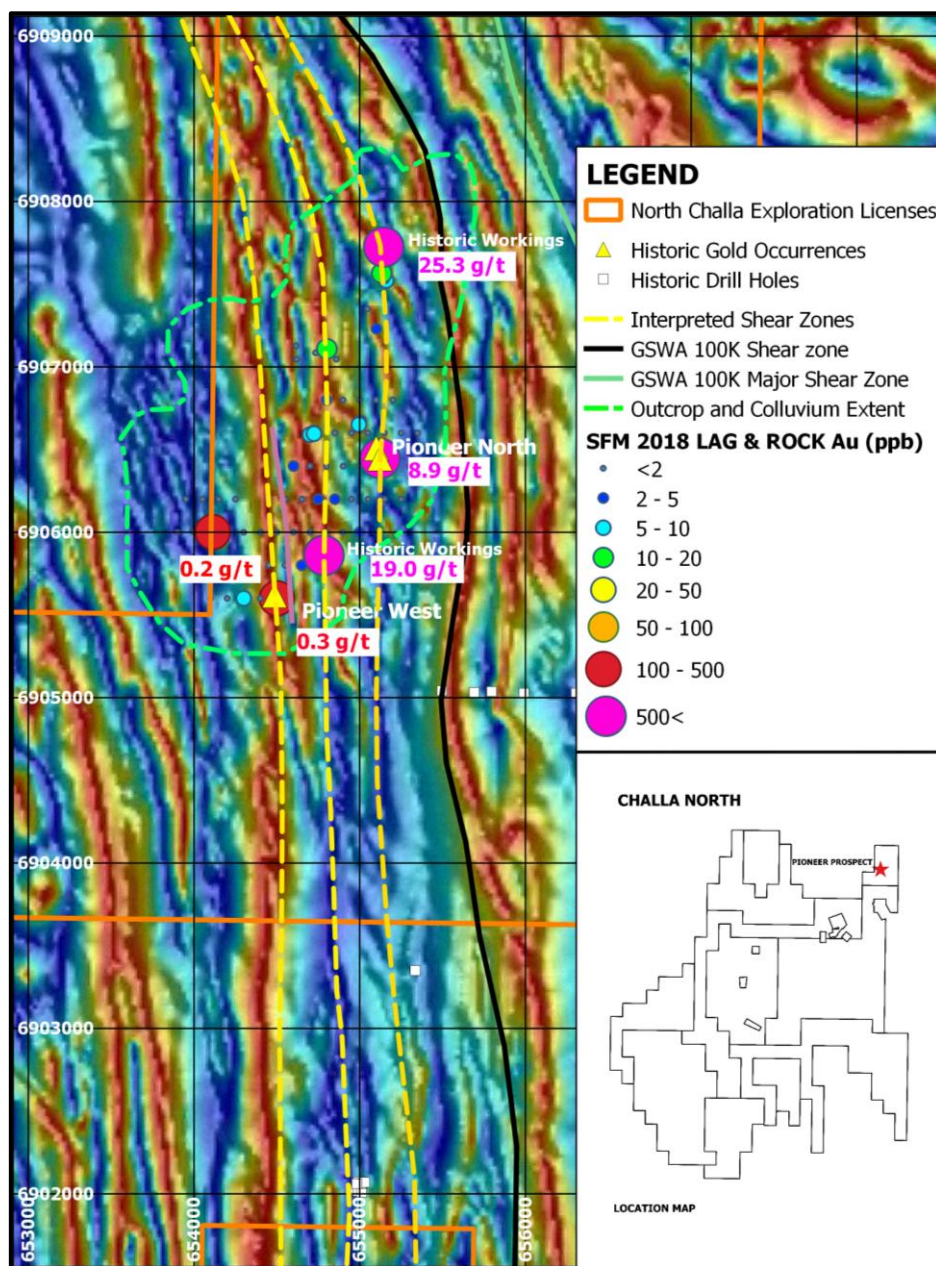 6909000
6908000
Historic Workings
25.3 g/t
6907000
Pioneer North
8.9 g/t
6906000
Historic Workings
0.2 g/t
19.0 g/t
Pioneer West
0.3 g/t
6905000
6904000
6903000
6902000
653000
654000
655000
656000
LEGEND
North Challa Exploration Licenses
Historic Gold Occurrences
Historic Drill Holes
Interpreted Shear Zones
GSWA 100K Shear zone
GSWA 100K Major Shear Zone
Outcrop and Colluvium Extent
SFM 2018 LAG & ROCK Au (ppb)
<2
2 - 5
5 - 10
10 - 20
20 - 50
50 - 100
100 - 500
500<
CHALLA NORTH
PIONEER PROSPECT
LOCATION MAP